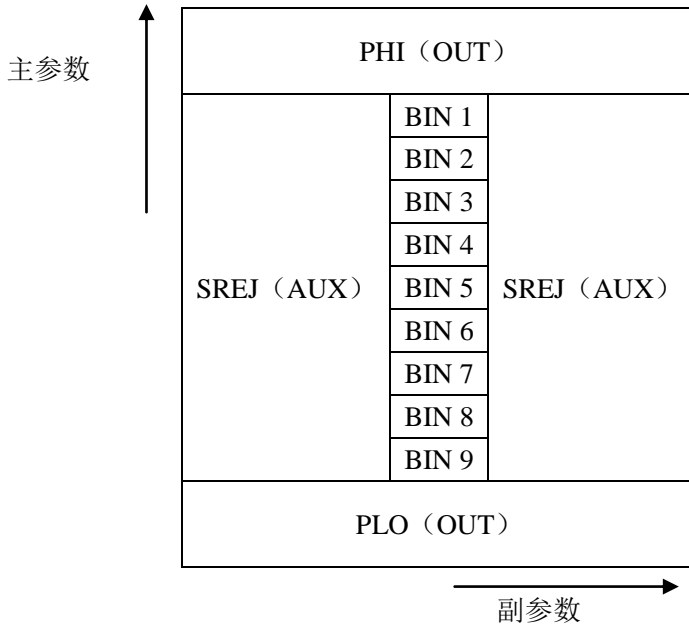 主参数
PHI（OUT）
BIN 1
BIN 2
BIN 3
BIN 4
SREJ（AUX）
BIN 5
SREJ（AUX）
BIN 6
BIN 7
BIN 8
BIN 9
PLO（OUT）
副参数